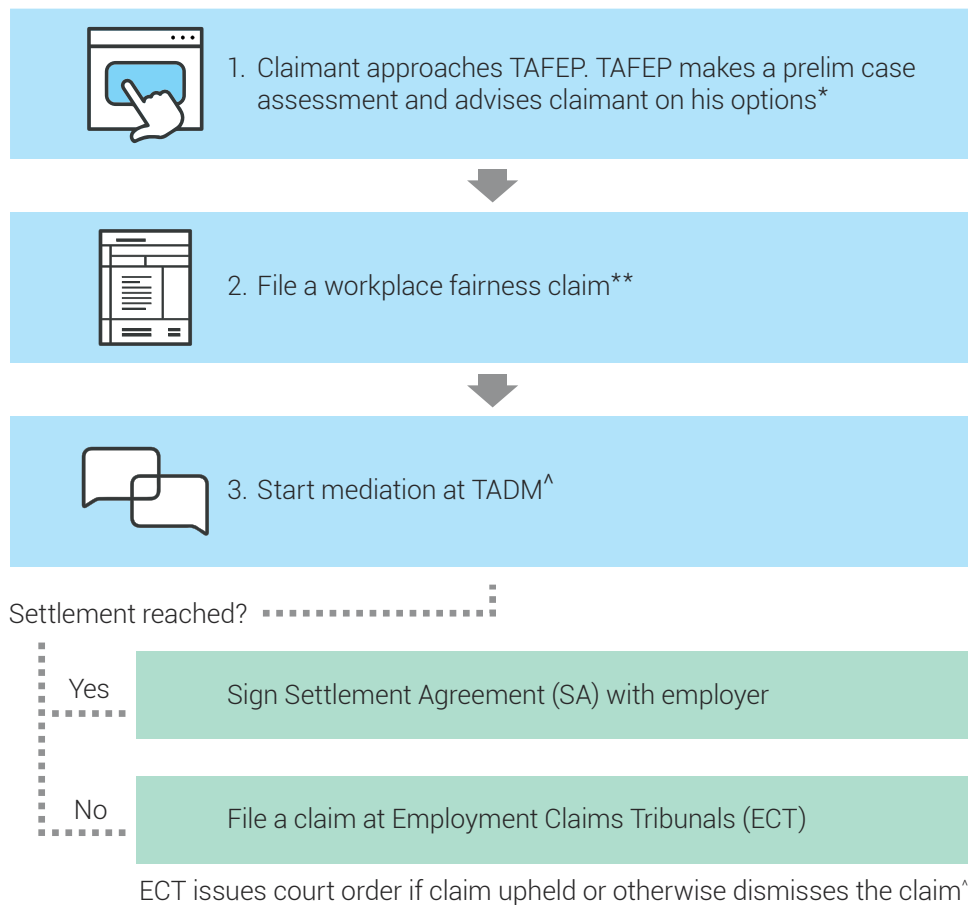 1. Claimant approaches TAFEP. TAFEP makes a prelim case
assessment and advises claimant on his options*
2. File a workplace fairness claim**
3. Start mediation at TADM^
Settlement reached?
Yes
Sign Settlement Agreement (SA) with employer
No
File a claim at Employment Claims Tribunals (ECT)
ECT issues court order if claim upheld or otherwise dismisses the claim^